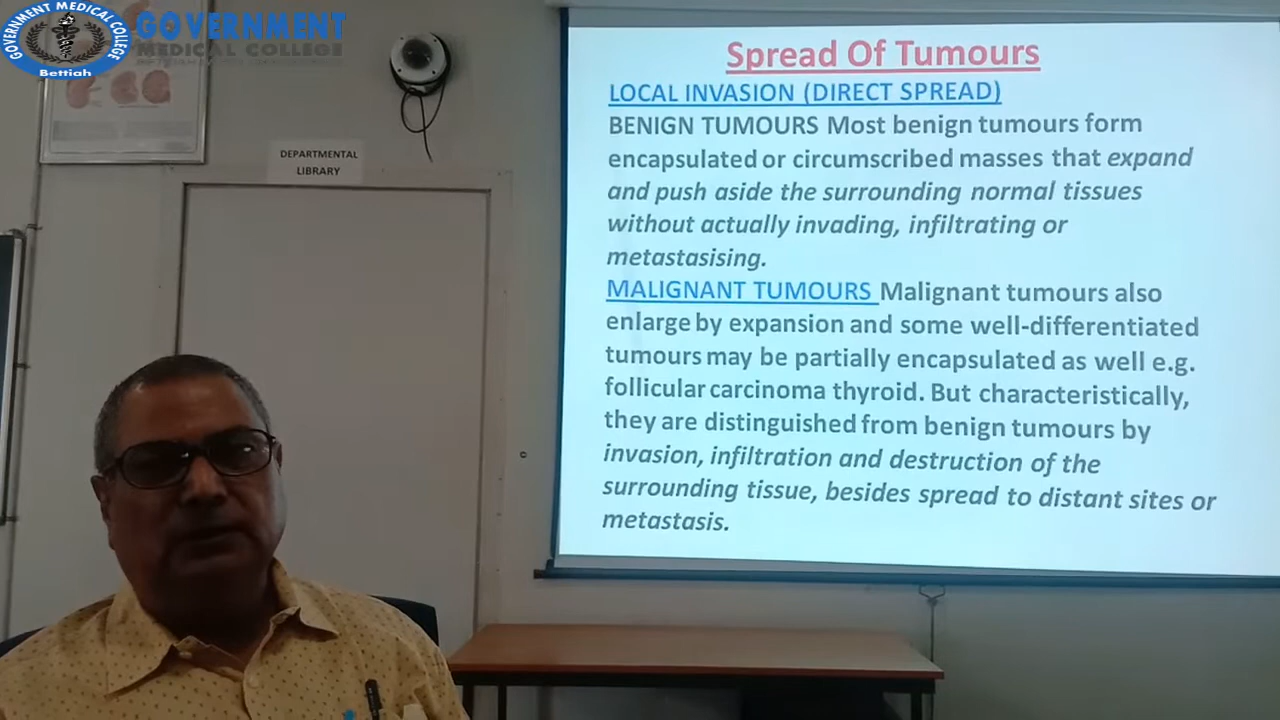 GOVERNMENT MEDICAL COLLEGE
Bettiah
GOVERNMENT
MEDICAL COLLEGE
DEPARTMENTAL
LIBRARY
Spread Of Tumours
LOCAL INVASION (DIRECT SPREAD)
BENIGN TUMOURS Most benign tumours form
encapsulated or circumscribed masses that expand
and push aside the surrounding normal tissues
without actually invading, infiltrating or
metastasising.
MALIGNANT TUMOURS Malignant tumours also
enlarge by expansion and some well-differentiated
tumours may be partially encapsulated as well e.g.
follicular carcinoma thyroid. But characteristically,
they are distinguished from benign tumours by
invasion, infiltration and destruction of the
surrounding tissue, besides spread to distant sites or
metastasis.